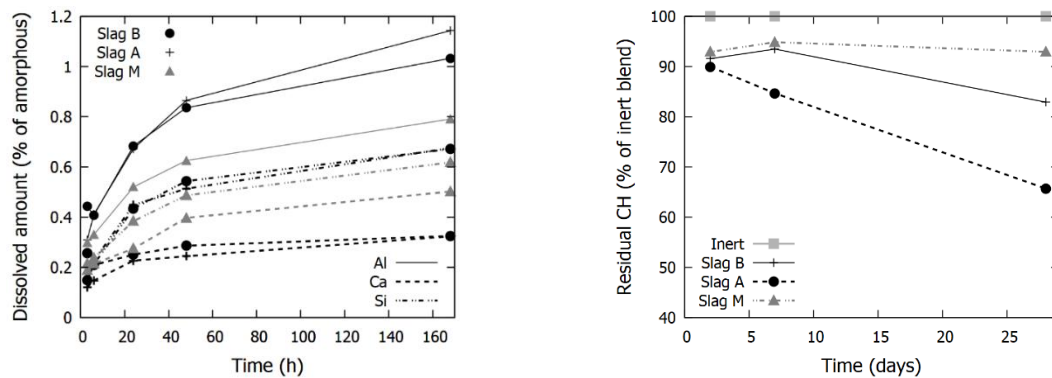 Dissolved amount (% of amorphous)
1.2
1
0.8
0.6
0.4
0.2
0
Slag B
Slag A
Slag M
Al
Ca
Si
0 20 40 60 80 100 120 140 160
Time (h)
Residual CH (% of inert blend)
100
90
80
70
60
50
40
Inert
Slag B
Slag A
Slag M
0 5 10 15 20 25
Time (days)